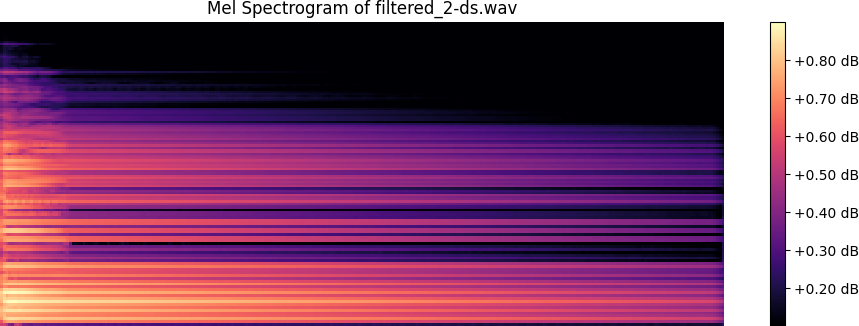 Mel Spectrogram of filtered_2-ds.wav
+0.80 dB
+0.70 dB
+0.60 dB
+0.50 dB
+0.40 dB
+0.30 dB
+0.20 dB